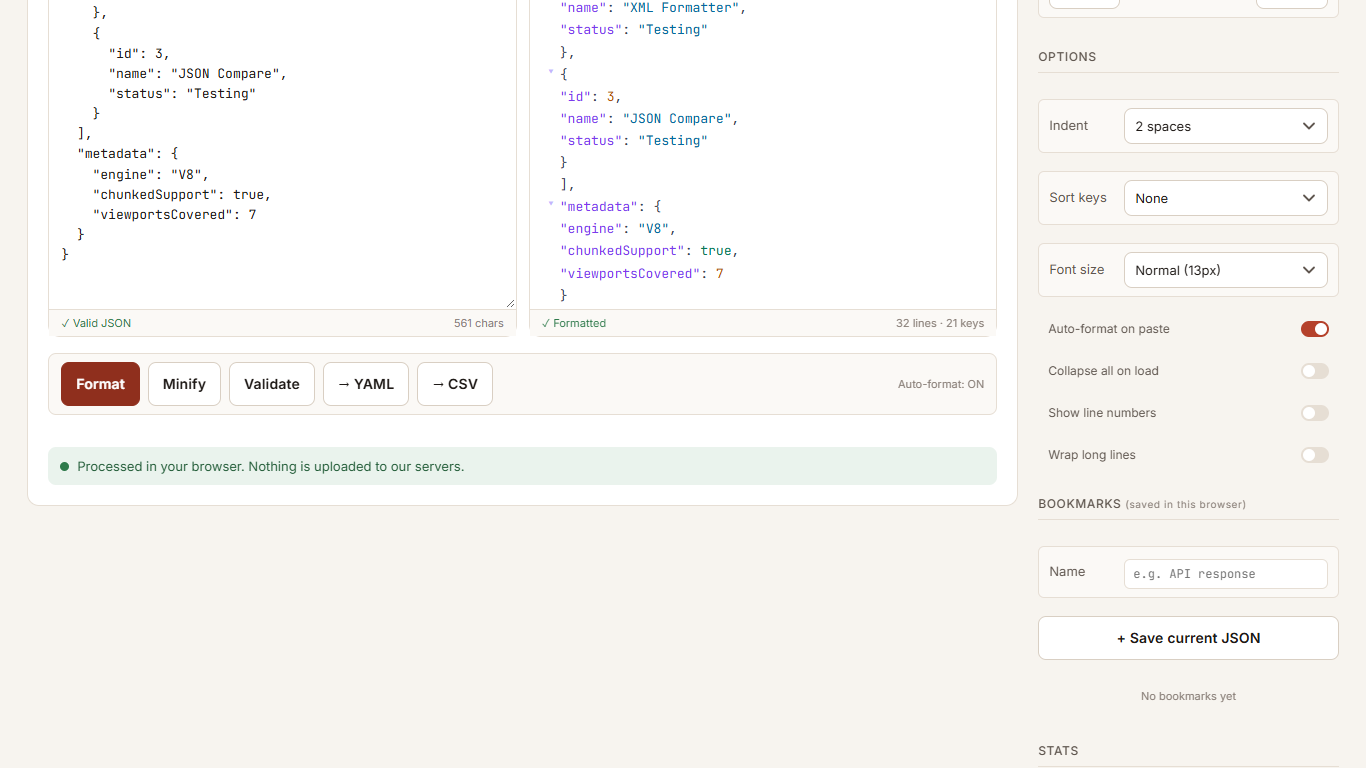 },
    {
      "id": 3,
      "name": "JSON Compare",
      "status": "Testing"
    }
  ],
  "metadata": {
    "engine": "V8",
    "chunkedSupport": true,
    "viewportsCovered": 7
  }
}
✓ Valid JSON
561 chars
"name": "XML Formatter",
"status": "Testing"
},
{
"id": 3,
"name": "JSON Compare",
"status": "Testing"
}
],
"metadata": {
"engine": "V8",
"chunkedSupport": true,
"viewportsCovered": 7
}
✓ Formatted
32 lines · 21 keys
Format
Minify
Validate
→ YAML
→ CSV
Auto-format: ON
Processed in your browser. Nothing is uploaded to our servers.
OPTIONS
Indent
2 spaces
Sort keys
None
Font size
Normal (13px)
Auto-format on paste
Collapse all on load
Show line numbers
Wrap long lines
BOOKMARKS (saved in this browser)
Name
e.g. API response
+ Save current JSON
No bookmarks yet
STATS